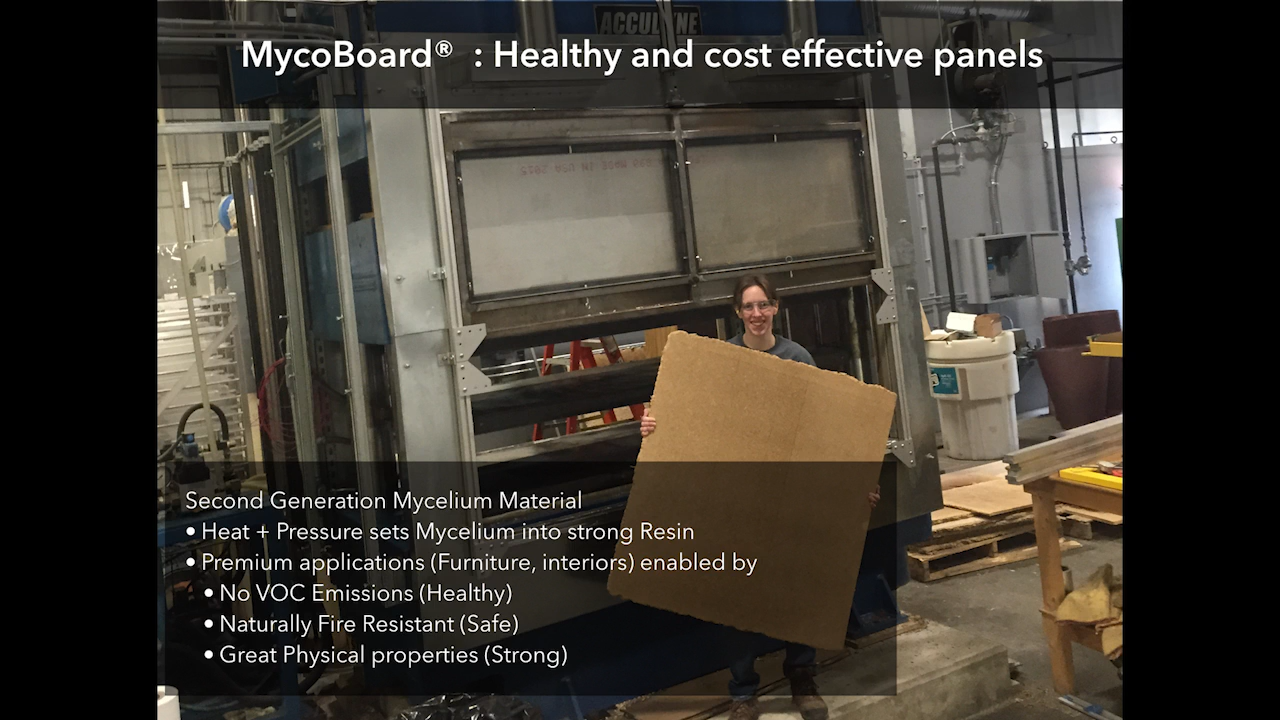 ACCUDYNE
MycoBoard® : Healthy and cost effective panels
Second Generation Mycelium Material
• Heat + Pressure sets Mycelium into strong Resin
• Premium applications (Furniture, interiors) enabled by
• No VOC Emissions (Healthy)
• Naturally Fire Resistant (Safe)
• Great Physical properties (Strong)